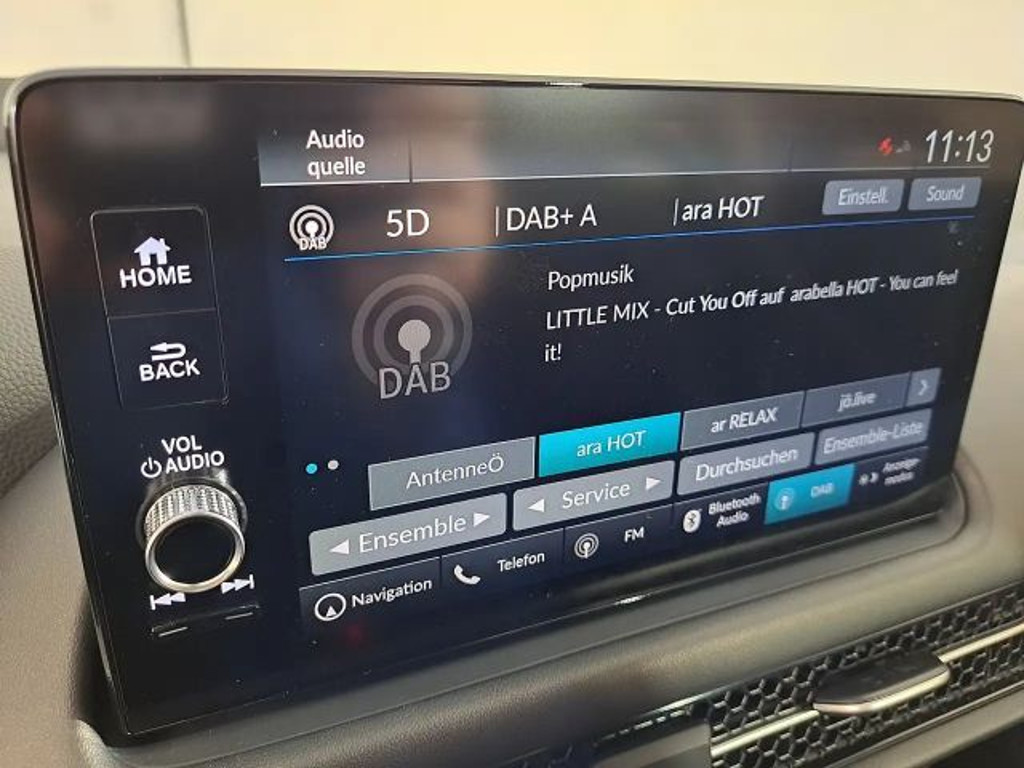 Audio
quelle
11:13
Einstell.
Sound
DAB
5D
DAB+ A
ara HOT
HOME
Popmusik
LITTLE MIX - Cut You Off auf arabella HOT - You can feel
it!
DAB
BACK
VOL
AUDIO
AntenneÖ
ara HOT
ar RELAX
jö.live
Ensemble
Service
Durchsuchen
Ensemble-Liste
Navigation
Telefon
FM
Bluetooth
Audio
DAB
Anzeige-
modus